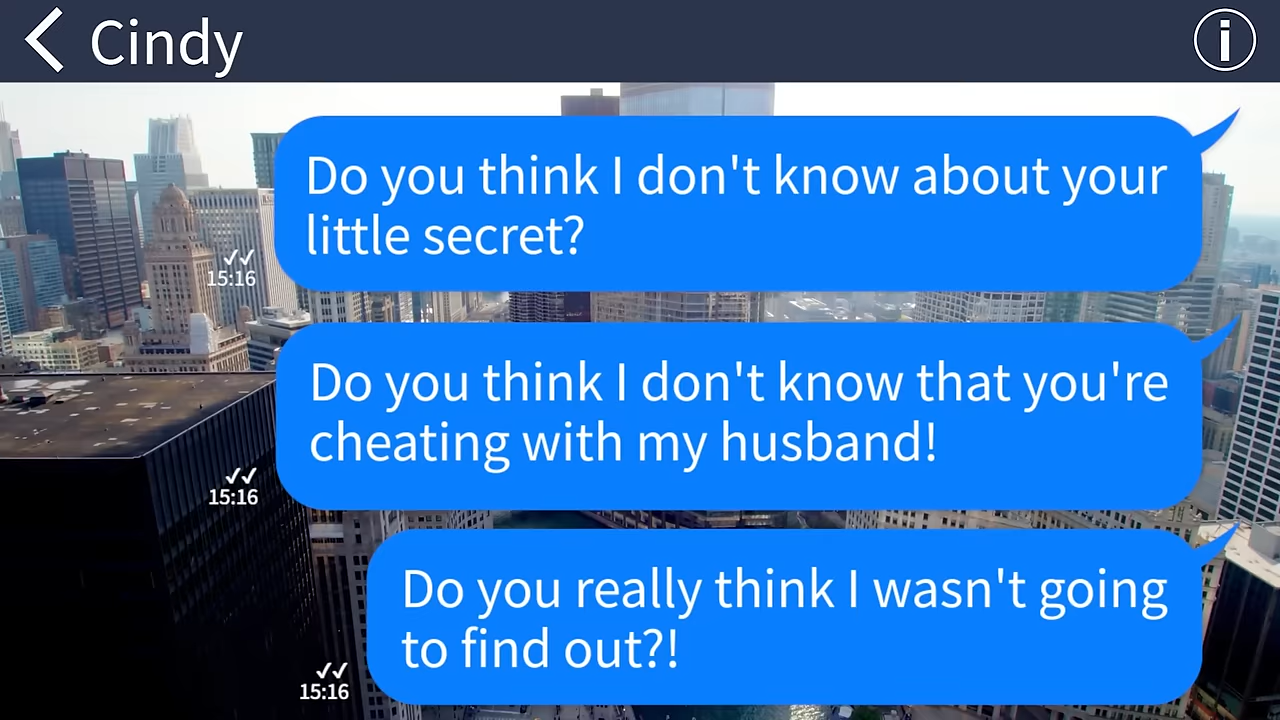 Cindy
Do you think I don't know about your
little secret?
15:16
Do you think I don't know that you're
cheating with my husband!
15:16
Do you really think I wasn't going
to find out?!
15:16